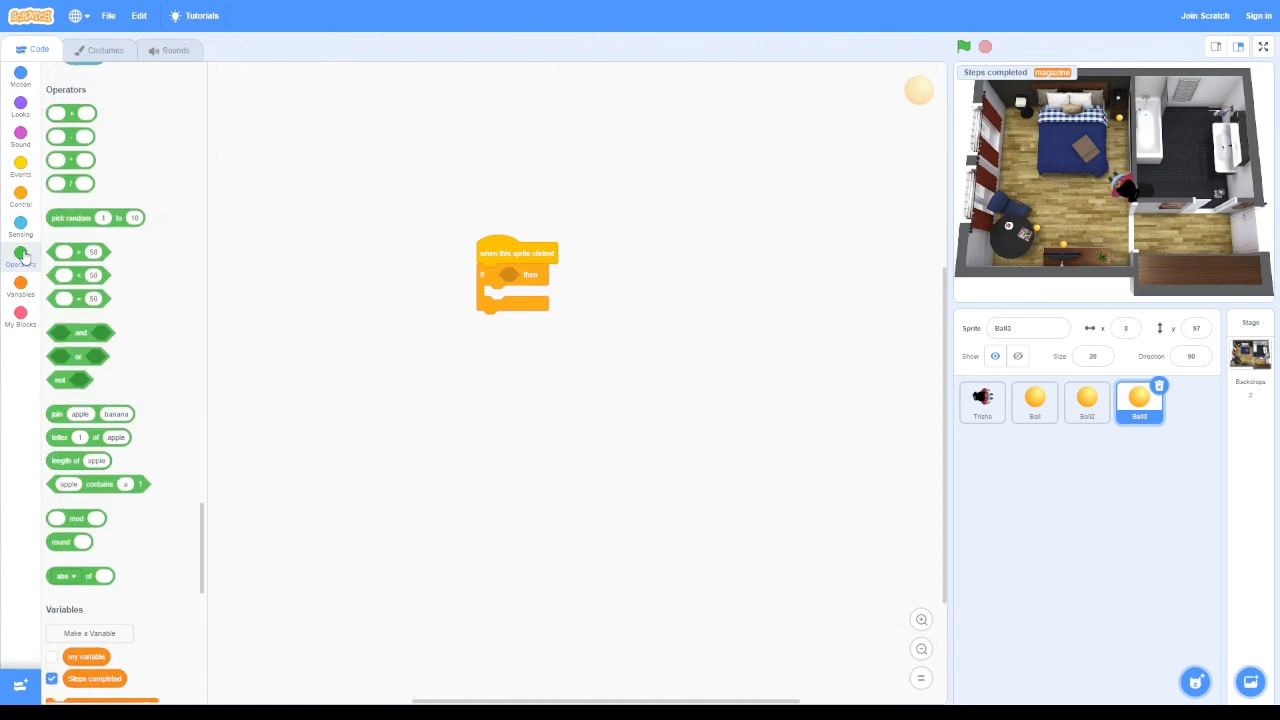 SCRATCH File Edit Tutorials Join Scratch Sign in
Code Costumes Sounds
Motion
Looks
Sound
Events
Control
Sensing
Operators
Variables
My Blocks
Operators
+
-
*
/
pick random 1 to 10
> 50
< 50
= 50
and
or
not
join apple banana
letter 1 of apple
length of apple
apple contains a ?
mod
round
abs of
Variables
Make a Variable
my variable
Steps completed
when this sprite clicked
if then
Steps completed magazine
Sprite Ball3 x 8 y 97
Show Size 20 Direction 90
Trisha Ball Ball2 Ball3
Stage
Backdrops
2